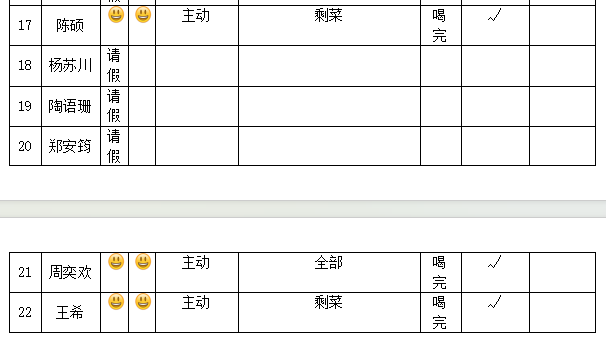 假
17 陈硕 😃 😃 主动 剩菜 喝完 √
18 杨苏川 请假
19 陶语珊 请假
20 郑安筠 请假
21 周奕欢 😃 😃 主动 全部 喝完 √
22 王希 😃 😃 主动 剩菜 喝完 √